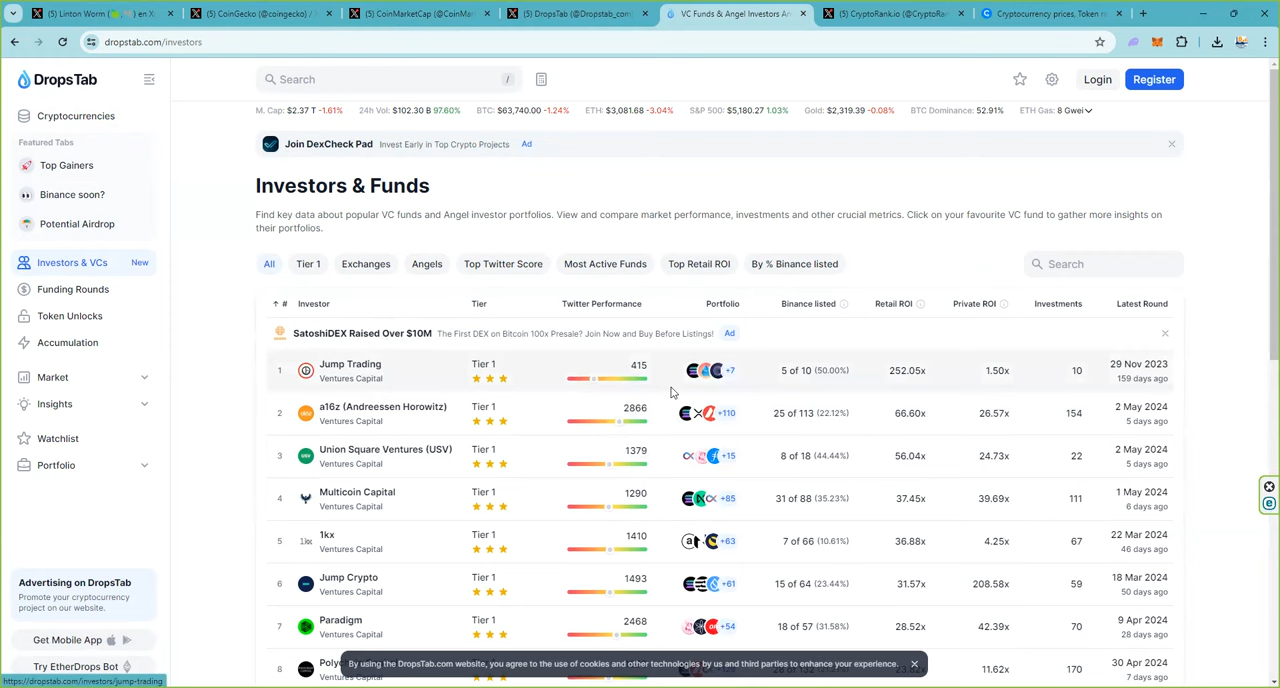 (5) Linton Worm ( ) en X
(5) CoinGecko (@coingecko) /
(5) CoinMarketCap (@CoinMar
(5) DropsTab (@Dropstab_com)
VC Funds & Angel Investors An
(5) CryptoRank.io (@CryptoRan
Cryptocurrency prices, Token
dropstab.com/investors
DropsTab
Search
/
Login
Register
M. Cap: $2.37 T -1.61% 24h Vol: $102.30 B 97.60% BTC: $63,740.00 -1.24% ETH: $3,081.68 -3.04% S&P 500: $5,180.27 1.03% Gold: $2,319.39 -0.08% BTC Dominance: 52.91% ETH Gas: 8 Gwei
Cryptocurrencies
Featured Tabs
Top Gainers
Binance soon?
Potential Airdrop
Investors & VCs New
Funding Rounds
Token Unlocks
Accumulation
Market
Insights
Watchlist
Portfolio
Advertising on DropsTab
Promote your cryptocurrency
project on our website.
Get Mobile App
Try EtherDrops Bot
https://dropstab.com/investors/jump-trading
Join DexCheck Pad Invest Early in Top Crypto Projects Ad
Investors & Funds
Find key data about popular VC funds and Angel investor portfolios. View and compare market performance, investments and other crucial metrics. Click on your favourite VC fund to gather more insights on
their portfolios.
All Tier 1 Exchanges Angels Top Twitter Score Most Active Funds Top Retail ROI By % Binance listed Search
# Investor Tier Twitter Performance Portfolio Binance listed Retail ROI Private ROI Investments Latest Round
SatoshiDEX Raised Over $10M The First DEX on Bitcoin 100x Presale? Join Now and Buy Before Listings! Ad
1 Jump Trading Tier 1 415 +7 5 of 10 (50.00%) 252.05x 1.50x 10 29 Nov 2023
Ventures Capital 159 days ago
2 a16z (Andreessen Horowitz) Tier 1 2866 +110 25 of 113 (22.12%) 66.60x 26.57x 154 2 May 2024
Ventures Capital 5 days ago
3 Union Square Ventures (USV) Tier 1 1379 +15 8 of 18 (44.44%) 56.04x 24.73x 22 2 May 2024
Ventures Capital 5 days ago
4 Multicoin Capital Tier 1 1290 +85 31 of 88 (35.23%) 37.45x 39.69x 111 1 May 2024
Ventures Capital 6 days ago
5 1kx Tier 1 1410 +63 7 of 66 (10.61%) 36.88x 4.25x 67 22 Mar 2024
Ventures Capital 46 days ago
6 Jump Crypto Tier 1 1493 +61 15 of 64 (23.44%) 31.57x 208.58x 59 18 Mar 2024
Ventures Capital 50 days ago
7 Paradigm Tier 1 2468 +54 18 of 57 (31.58%) 28.52x 42.39x 70 9 Apr 2024
Ventures Capital 28 days ago
8 11.62x 170 30 Apr 2024
7 days ago
By using the DropsTab.com website, you agree to the use of cookies and other technologies by us and third parties to enhance your experience.